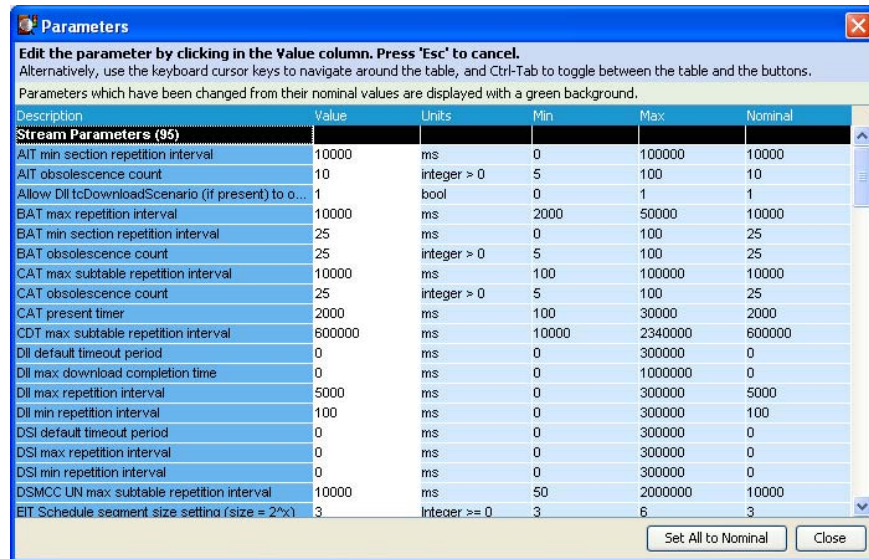 Parameters
Edit the parameter by clicking in the Value column. Press 'Esc' to cancel.
Alternatively, use the keyboard cursor keys to navigate around the table, and Ctrl-Tab to toggle between the table and the buttons.
Parameters which have been changed from their nominal values are displayed with a green background.
Description Value Units Min Max Nominal
Stream Parameters (95)
AIT min section repetition interval 10000 ms 0 100000 10000
AIT obsolescence count 10 integer > 0 5 100 10
Allow DII tcDownloadScenario (if present) to o... 1 bool 0 1 1
BAT max repetition interval 10000 ms 2000 50000 10000
BAT min section repetition interval 25 ms 0 100 25
BAT obsolescence count 25 integer > 0 5 100 25
CAT max subtable repetition interval 10000 ms 100 100000 10000
CAT obsolescence count 25 integer > 0 5 100 25
CAT present timer 2000 ms 100 30000 2000
CDT max subtable repetition interval 600000 ms 10000 2340000 600000
DII default timeout period 0 ms 0 300000 0
DII max download completion time 0 ms 0 1000000 0
DII max repetition interval 5000 ms 0 300000 5000
DII min repetition interval 100 ms 0 300000 100
DSI default timeout period 0 ms 0 300000 0
DSI max repetition interval 0 ms 0 300000 0
DSI min repetition interval 0 ms 0 300000 0
DSMCC UN max subtable repetition interval 10000 ms 50 2000000 10000
EIT Schedule segment size setting (size = 2^x) 3 Integer >= 0 3 6 3
Set All to Nominal Close